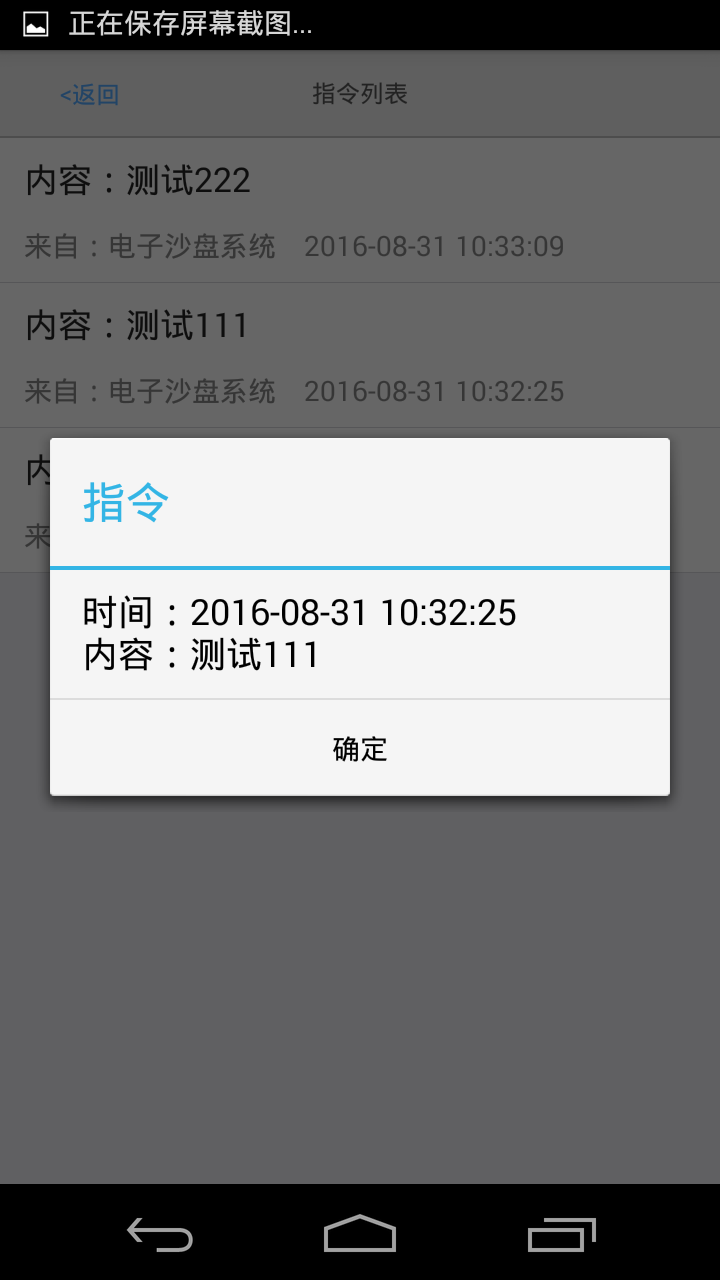 正在保存屏幕截图...
<返回
指令列表
内容：测试222
来自：电子沙盘系统 2016-08-31 10:33:09
内容：测试111
来自：电子沙盘系统 2016-08-31 10:32:25
内
来
指令
时间：2016-08-31 10:32:25
内容：测试111
确定